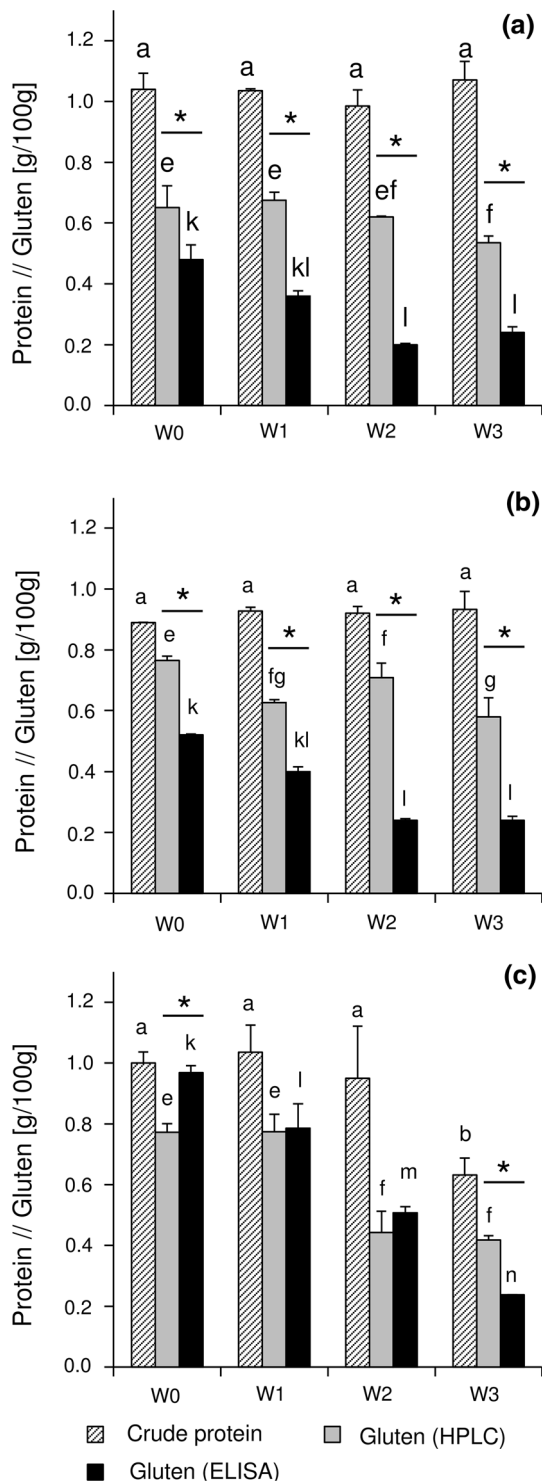 (a)
Protein // Gluten [g/100g]
1.2
1.0
0.8
0.6
0.4
0.2
0.0
a a a a
* * * *
e e ef f
k kl l l
W0 W1 W2 W3
(b)
Protein // Gluten [g/100g]
1.2
1.0
0.8
0.6
0.4
0.2
0.0
a * a a * a
e * f *
k fg kl l g l
W0 W1 W2 W3
(c)
Protein // Gluten [g/100g]
1.2
1.0
0.8
0.6
0.4
0.2
0.0
a * a a
e k e l f m b * f n
W0 W1 W2 W3
Crude protein Gluten (HPLC)
Gluten (ELISA)